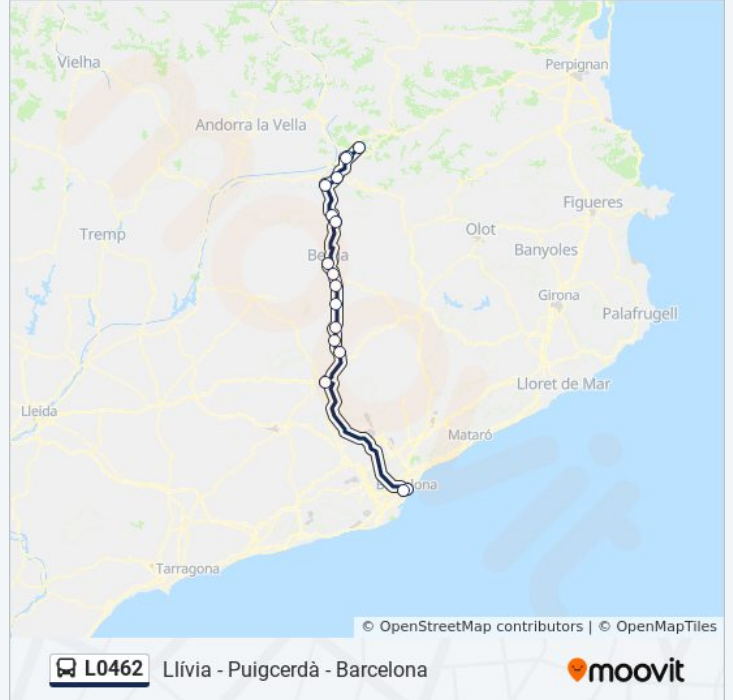 Vielha
Perpignan
Andorra la Vella
Figueres
Tremp
Olot
Banyoles
Girona
Palafrugell
Lloret de Mar
Lleida
Mataró
Tarragona
© OpenStreetMap contributors | © OpenMapTiles
L0462 Llívia - Puigcerdà - Barcelona
moovit